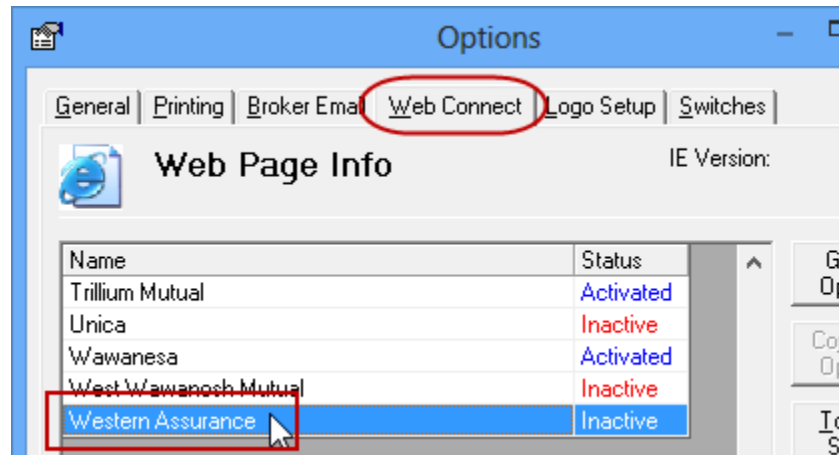 Options
General Printing Broker Email Web Connect Logo Setup Switches
Web Page Info
IE Version:
Name Status
Trillium Mutual Activated
Unica Inactive
Wawanesa Activated
West Wawanosh Mutual Inactive
Western Assurance Inactive